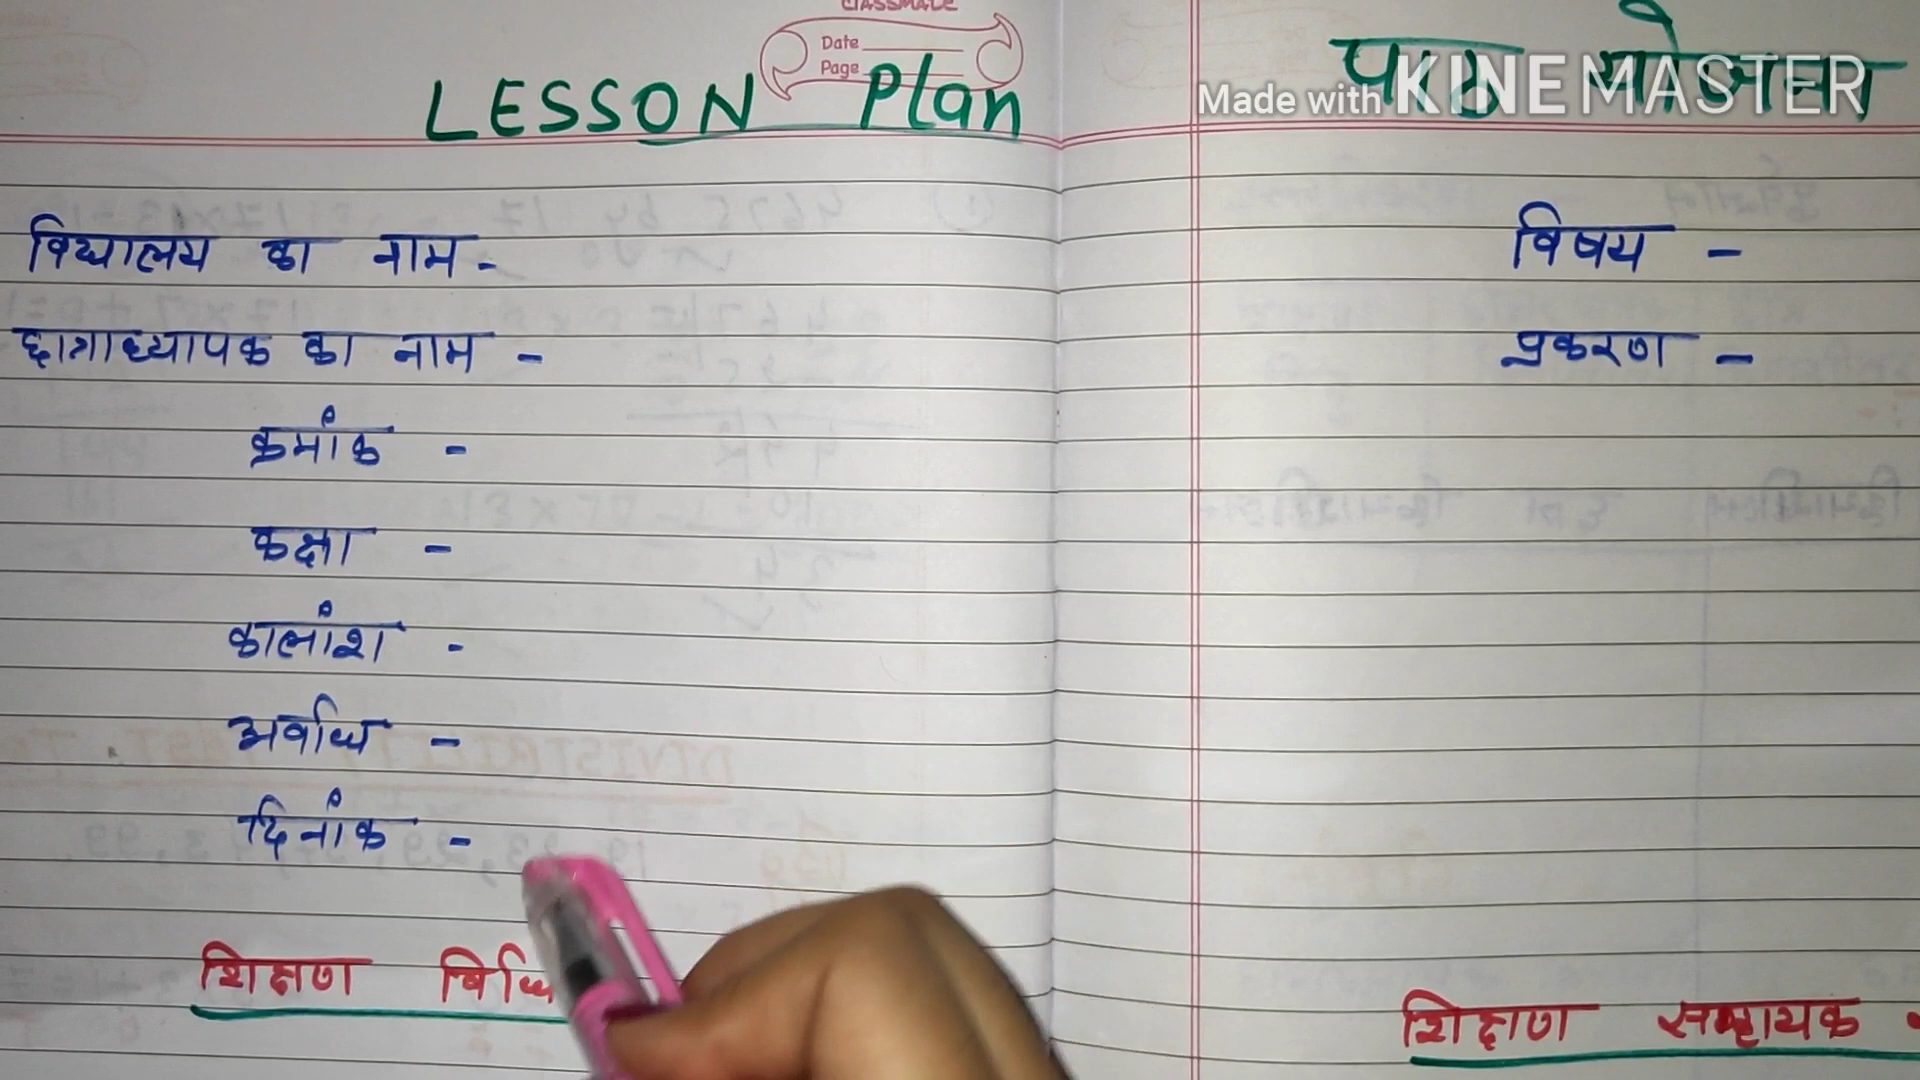 classmate
Date
Page
LESSON Plan
विद्यालय का नाम -
छात्राध्यापक का नाम -
क्रमांक -
कक्षा -
कालांश -
अवधि -
दिनांक -
शिक्षण विधि
पाठ योजना
Made with KINEMASTER
विषय -
प्रकरण -
शिक्षण सहायक